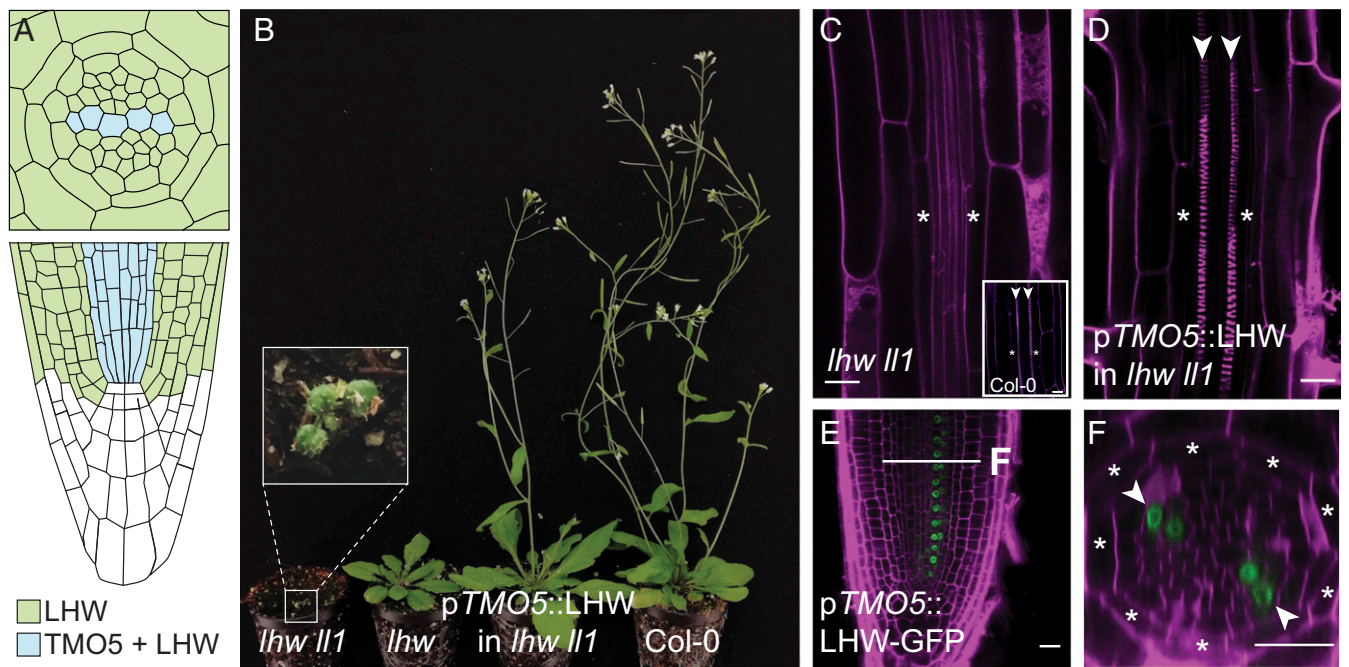 A
LHW
TMO5 + LHW
B
lhw ll1
lhw
pTMO5::LHW
in lhw ll1
Col-0
C
lhw ll1
*
*
Col-0
*
*
D
*
*
pTMO5::LHW
in lhw ll1
E
F
pTMO5::
LHW-GFP
F
*
*
*
*
*
*
*
*
*